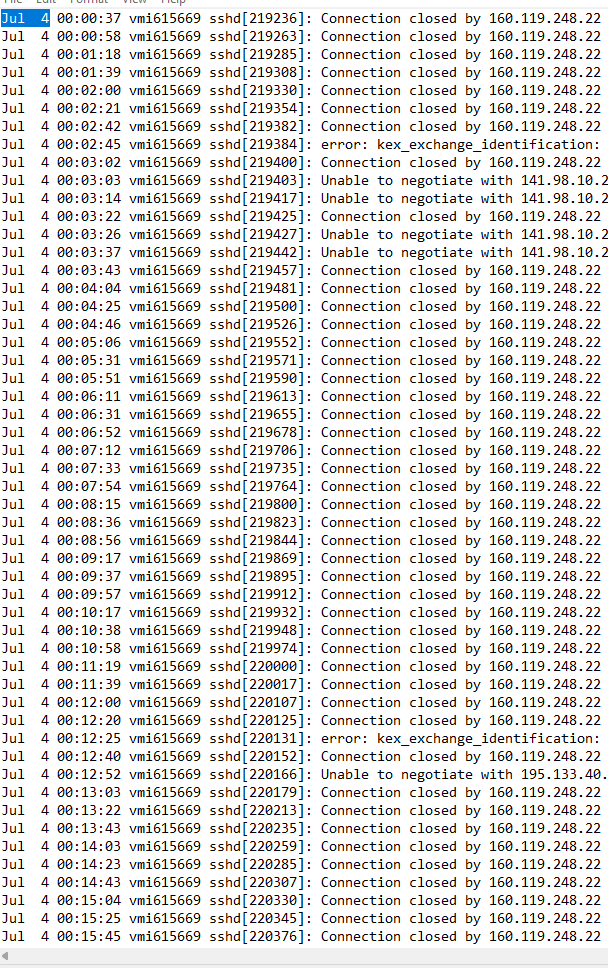 File Edit Format View Help
Jul  4 00:00:37 vmi615669 sshd[219236]: Connection closed by 160.119.248.22
Jul  4 00:00:58 vmi615669 sshd[219263]: Connection closed by 160.119.248.22
Jul  4 00:01:18 vmi615669 sshd[219285]: Connection closed by 160.119.248.22
Jul  4 00:01:39 vmi615669 sshd[219308]: Connection closed by 160.119.248.22
Jul  4 00:02:00 vmi615669 sshd[219330]: Connection closed by 160.119.248.22
Jul  4 00:02:21 vmi615669 sshd[219354]: Connection closed by 160.119.248.22
Jul  4 00:02:42 vmi615669 sshd[219382]: Connection closed by 160.119.248.22
Jul  4 00:02:45 vmi615669 sshd[219384]: error: kex_exchange_identification:
Jul  4 00:03:02 vmi615669 sshd[219400]: Connection closed by 160.119.248.22
Jul  4 00:03:03 vmi615669 sshd[219403]: Unable to negotiate with 141.98.10.2
Jul  4 00:03:14 vmi615669 sshd[219417]: Unable to negotiate with 141.98.10.2
Jul  4 00:03:22 vmi615669 sshd[219425]: Connection closed by 160.119.248.22
Jul  4 00:03:26 vmi615669 sshd[219427]: Unable to negotiate with 141.98.10.2
Jul  4 00:03:37 vmi615669 sshd[219442]: Unable to negotiate with 141.98.10.2
Jul  4 00:03:43 vmi615669 sshd[219457]: Connection closed by 160.119.248.22
Jul  4 00:04:04 vmi615669 sshd[219481]: Connection closed by 160.119.248.22
Jul  4 00:04:25 vmi615669 sshd[219500]: Connection closed by 160.119.248.22
Jul  4 00:04:46 vmi615669 sshd[219526]: Connection closed by 160.119.248.22
Jul  4 00:05:06 vmi615669 sshd[219552]: Connection closed by 160.119.248.22
Jul  4 00:05:31 vmi615669 sshd[219571]: Connection closed by 160.119.248.22
Jul  4 00:05:51 vmi615669 sshd[219590]: Connection closed by 160.119.248.22
Jul  4 00:06:11 vmi615669 sshd[219613]: Connection closed by 160.119.248.22
Jul  4 00:06:31 vmi615669 sshd[219655]: Connection closed by 160.119.248.22
Jul  4 00:06:52 vmi615669 sshd[219678]: Connection closed by 160.119.248.22
Jul  4 00:07:12 vmi615669 sshd[219706]: Connection closed by 160.119.248.22
Jul  4 00:07:33 vmi615669 sshd[219735]: Connection closed by 160.119.248.22
Jul  4 00:07:54 vmi615669 sshd[219764]: Connection closed by 160.119.248.22
Jul  4 00:08:15 vmi615669 sshd[219800]: Connection closed by 160.119.248.22
Jul  4 00:08:36 vmi615669 sshd[219823]: Connection closed by 160.119.248.22
Jul  4 00:08:56 vmi615669 sshd[219844]: Connection closed by 160.119.248.22
Jul  4 00:09:17 vmi615669 sshd[219869]: Connection closed by 160.119.248.22
Jul  4 00:09:37 vmi615669 sshd[219895]: Connection closed by 160.119.248.22
Jul  4 00:09:57 vmi615669 sshd[219912]: Connection closed by 160.119.248.22
Jul  4 00:10:17 vmi615669 sshd[219932]: Connection closed by 160.119.248.22
Jul  4 00:10:38 vmi615669 sshd[219948]: Connection closed by 160.119.248.22
Jul  4 00:10:58 vmi615669 sshd[219974]: Connection closed by 160.119.248.22
Jul  4 00:11:19 vmi615669 sshd[220000]: Connection closed by 160.119.248.22
Jul  4 00:11:39 vmi615669 sshd[220017]: Connection closed by 160.119.248.22
Jul  4 00:12:00 vmi615669 sshd[220107]: Connection closed by 160.119.248.22
Jul  4 00:12:20 vmi615669 sshd[220125]: Connection closed by 160.119.248.22
Jul  4 00:12:25 vmi615669 sshd[220131]: error: kex_exchange_identification:
Jul  4 00:12:40 vmi615669 sshd[220152]: Connection closed by 160.119.248.22
Jul  4 00:12:52 vmi615669 sshd[220166]: Unable to negotiate with 195.133.40.
Jul  4 00:13:03 vmi615669 sshd[220179]: Connection closed by 160.119.248.22
Jul  4 00:13:22 vmi615669 sshd[220213]: Connection closed by 160.119.248.22
Jul  4 00:13:43 vmi615669 sshd[220235]: Connection closed by 160.119.248.22
Jul  4 00:14:03 vmi615669 sshd[220259]: Connection closed by 160.119.248.22
Jul  4 00:14:23 vmi615669 sshd[220285]: Connection closed by 160.119.248.22
Jul  4 00:14:43 vmi615669 sshd[220307]: Connection closed by 160.119.248.22
Jul  4 00:15:04 vmi615669 sshd[220330]: Connection closed by 160.119.248.22
Jul  4 00:15:25 vmi615669 sshd[220345]: Connection closed by 160.119.248.22
Jul  4 00:15:45 vmi615669 sshd[220376]: Connection closed by 160.119.248.22